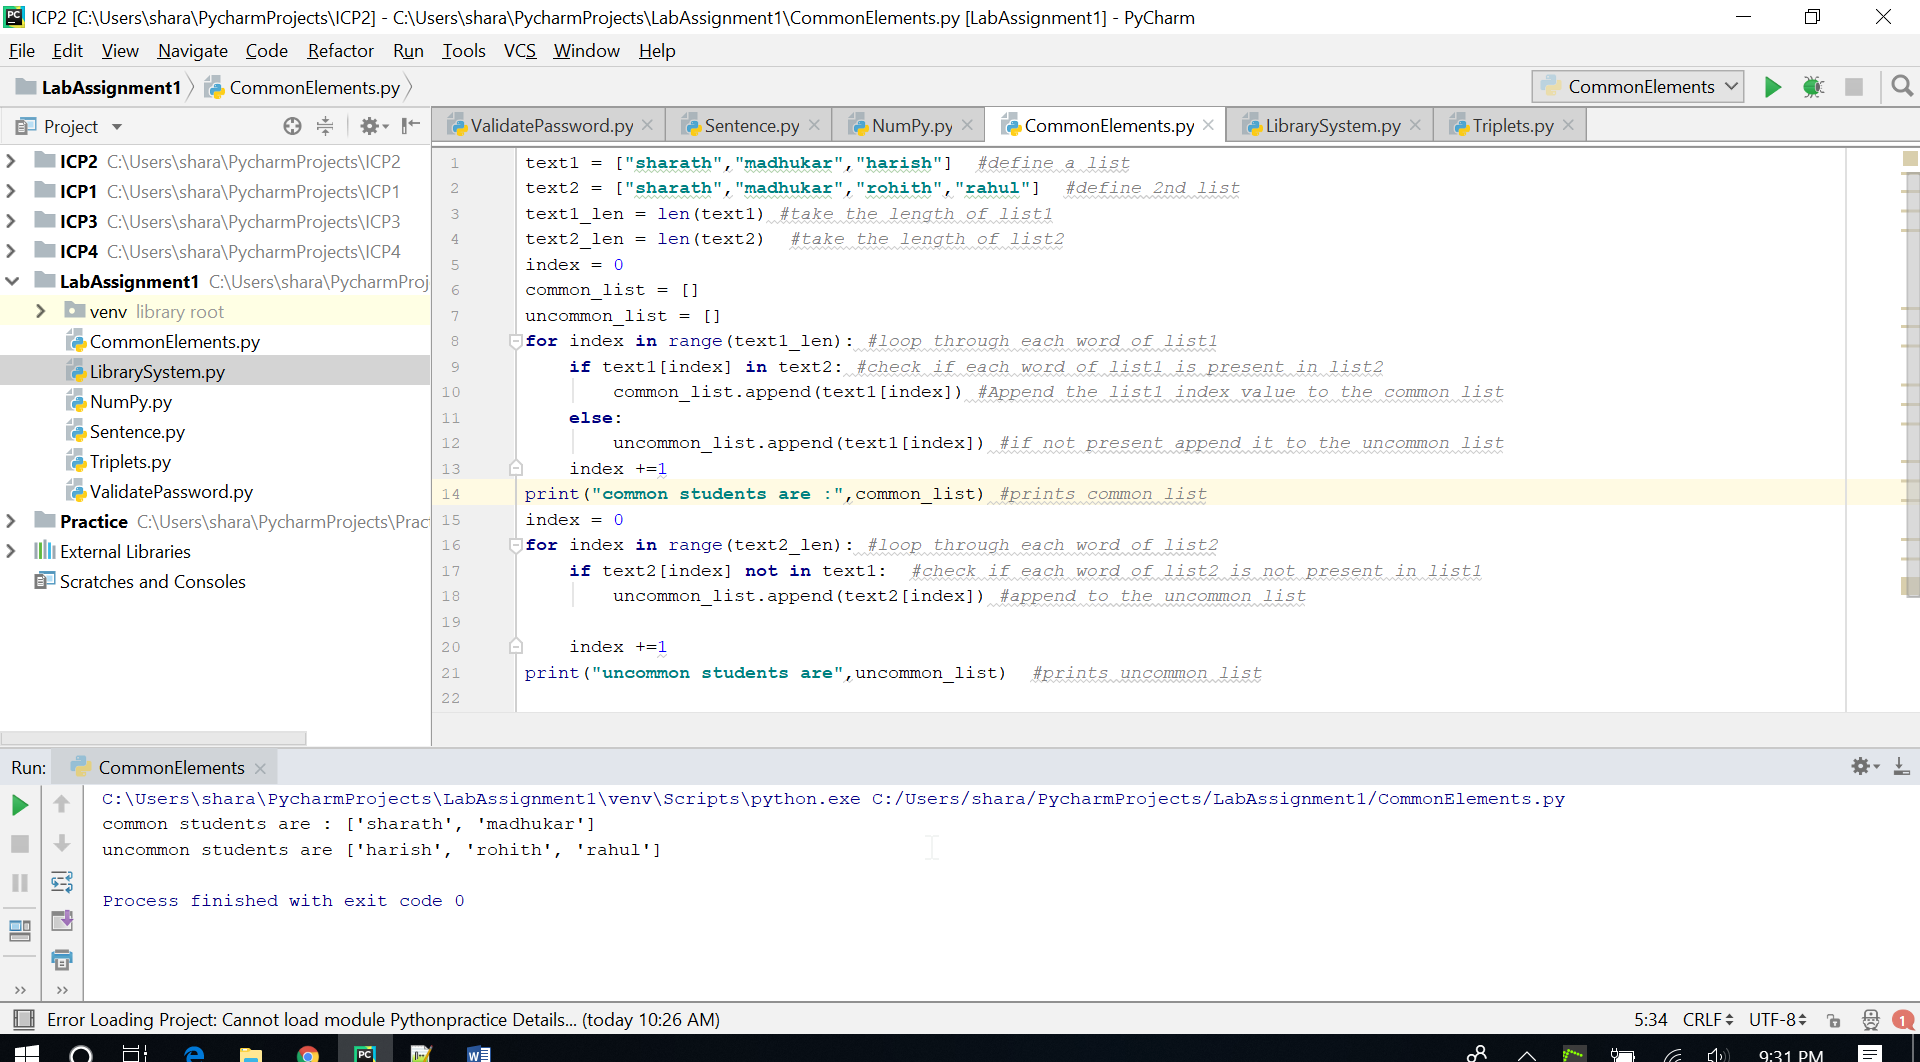 ICP2 [C:\Users\shara\PycharmProjects\ICP2] - C:\Users\shara\PycharmProjects\LabAssignment1\CommonElements.py [LabAssignment1] - PyCharm
File Edit View Navigate Code Refactor Run Tools VCS Window Help
LabAssignment1 CommonElements.py CommonElements
Project
ValidatePassword.py Sentence.py NumPy.py CommonElements.py LibrarySystem.py Triplets.py
ICP2 C:\Users\shara\PycharmProjects\ICP2
ICP1 C:\Users\shara\PycharmProjects\ICP1
ICP3 C:\Users\shara\PycharmProjects\ICP3
ICP4 C:\Users\shara\PycharmProjects\ICP4
LabAssignment1 C:\Users\shara\PycharmProj
venv library root
CommonElements.py
LibrarySystem.py
NumPy.py
Sentence.py
Triplets.py
ValidatePassword.py
Practice C:\Users\shara\PycharmProjects\Prac
External Libraries
Scratches and Consoles
1 text1 = ["sharath","madhukar","harish"] #define a list
2 text2 = ["sharath","madhukar","rohith","rahul"] #define 2nd list
3 text1_len = len(text1) #take the length of list1
4 text2_len = len(text2) #take the length of list2
5 index = 0
6 common_list = []
7 uncommon_list = []
8 for index in range(text1_len): #loop through each word of list1
9 if text1[index] in text2: #check if each word of list1 is present in list2
10 common_list.append(text1[index]) #Append the list1 index value to the common list
11 else:
12 uncommon_list.append(text1[index]) #if not present append it to the uncommon list
13 index +=1
14 print("common students are :",common_list) #prints common list
15 index = 0
16 for index in range(text2_len): #loop through each word of list2
17 if text2[index] not in text1: #check if each word of list2 is not present in list1
18 uncommon_list.append(text2[index]) #append to the uncommon list
19
20 index +=1
21 print("uncommon students are",uncommon_list) #prints uncommon list
22
Run: CommonElements
C:\Users\shara\PycharmProjects\LabAssignment1\venv\Scripts\python.exe C:/Users/shara/PycharmProjects/LabAssignment1/CommonElements.py
common students are : ['sharath', 'madhukar']
uncommon students are ['harish', 'rohith', 'rahul']
Process finished with exit code 0
Error Loading Project: Cannot load module Pythonpractice Details... (today 10:26 AM) 5:34 CRLF UTF-8 1
9:31 PM